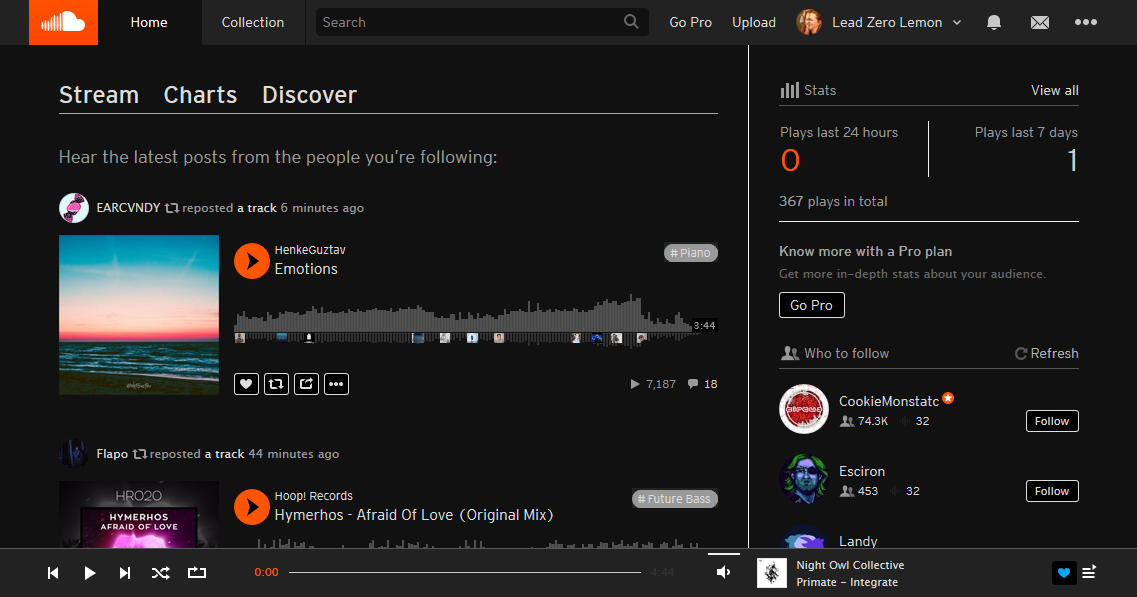 Home
Collection
Search
Go Pro
Upload
Lead Zero Lemon
Stream
Charts
Discover
Hear the latest posts from the people you're following:
EARCVNDY reposted a track 6 minutes ago
HenkeGuztav
Emotions
# Piano
3:44
7,187
18
Flapo reposted a track 44 minutes ago
HR020
HYMERHOS
AFRAID OF LOVE
Hoop! Records
Hymerhos - Afraid Of Love (Original Mix)
# Future Bass
Stats
View all
Plays last 24 hours
0
Plays last 7 days
1
367 plays in total
Know more with a Pro plan
Get more in-depth stats about your audience.
Go Pro
Who to follow
Refresh
CookieMonstatc
74.3K
32
Follow
Esciron
453
32
Follow
Landy
0:00
4:44
Night Owl Collective
Primate - Integrate